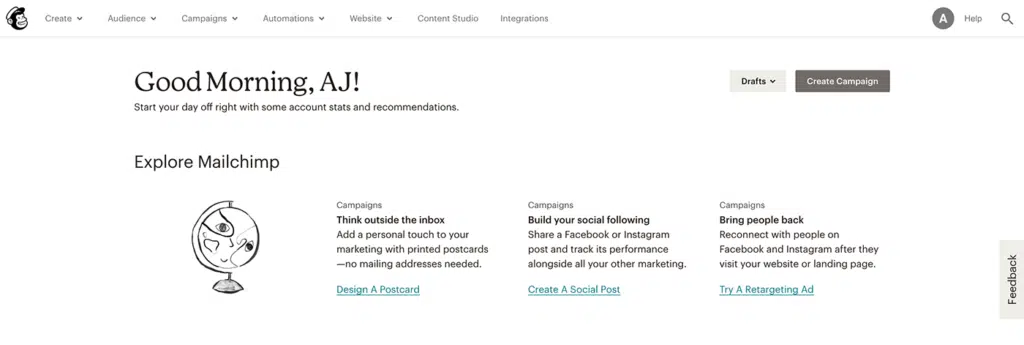 Create Audience Campaigns Automations Website Content Studio Integrations A Help
Good Morning, AJ!
Drafts
Create Campaign
Start your day off right with some account stats and recommendations.
Explore Mailchimp
Campaigns
Think outside the inbox
Add a personal touch to your
marketing with printed postcards
—no mailing addresses needed.
Design A Postcard
Campaigns
Build your social following
Share a Facebook or Instagram
post and track its performance
alongside all your other marketing.
Create A Social Post
Campaigns
Bring people back
Reconnect with people on
Facebook and Instagram after they
visit your website or landing page.
Try A Retargeting Ad
Feedback